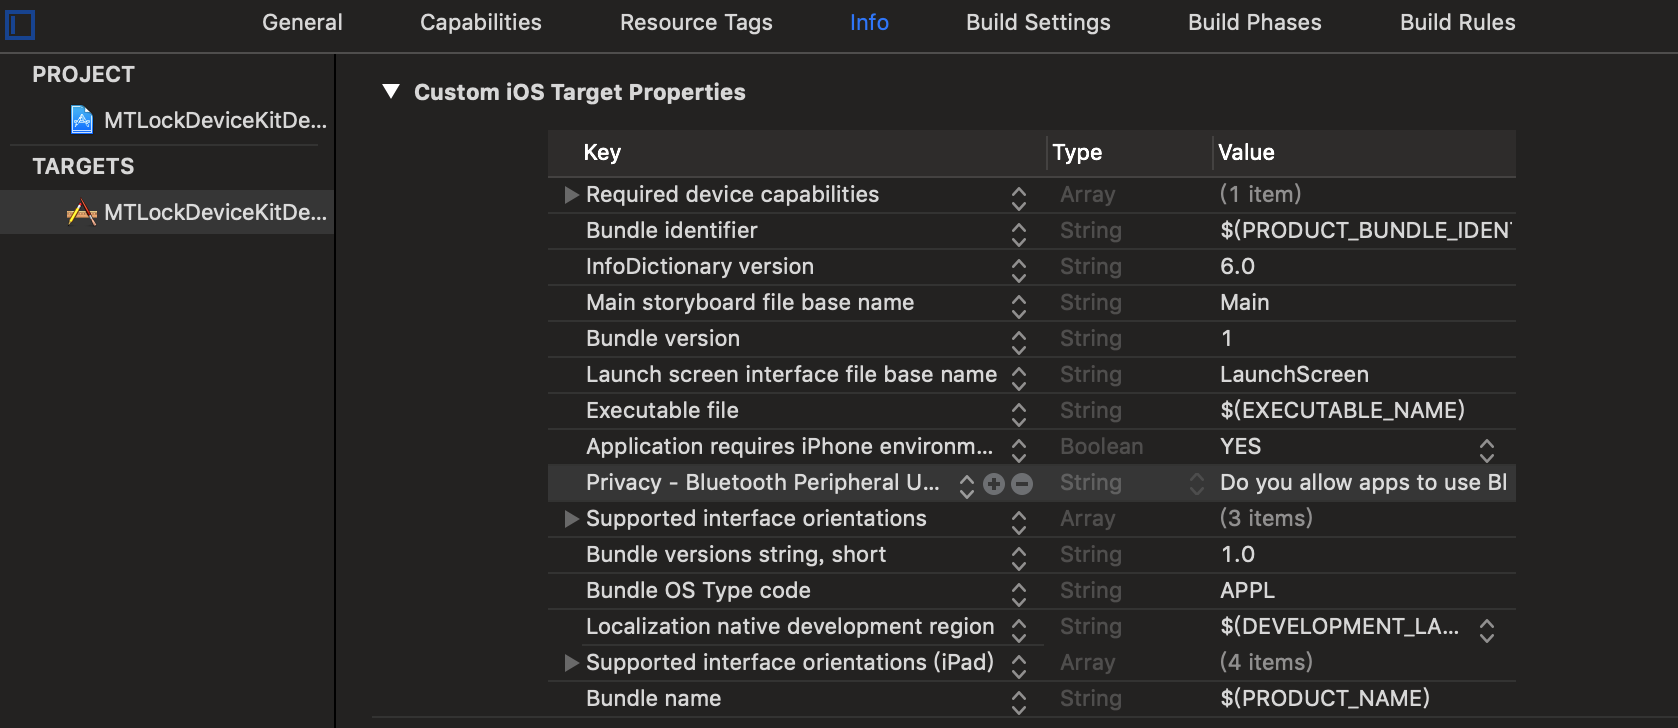 General Capabilities Resource Tags Info Build Settings Build Phases Build Rules
PROJECT
MTLockDeviceKitDe...
TARGETS
MTLockDeviceKitDe...
Custom iOS Target Properties
Key Type Value
Required device capabilities Array (1 item)
Bundle identifier String $(PRODUCT_BUNDLE_IDENT
InfoDictionary version String 6.0
Main storyboard file base name String Main
Bundle version String 1
Launch screen interface file base name String LaunchScreen
Executable file String $(EXECUTABLE_NAME)
Application requires iPhone environm... Boolean YES
Privacy - Bluetooth Peripheral U... String Do you allow apps to use Bl
Supported interface orientations Array (3 items)
Bundle versions string, short String 1.0
Bundle OS Type code String APPL
Localization native development region String $(DEVELOPMENT_LA...
Supported interface orientations (iPad) Array (4 items)
Bundle name String $(PRODUCT_NAME)